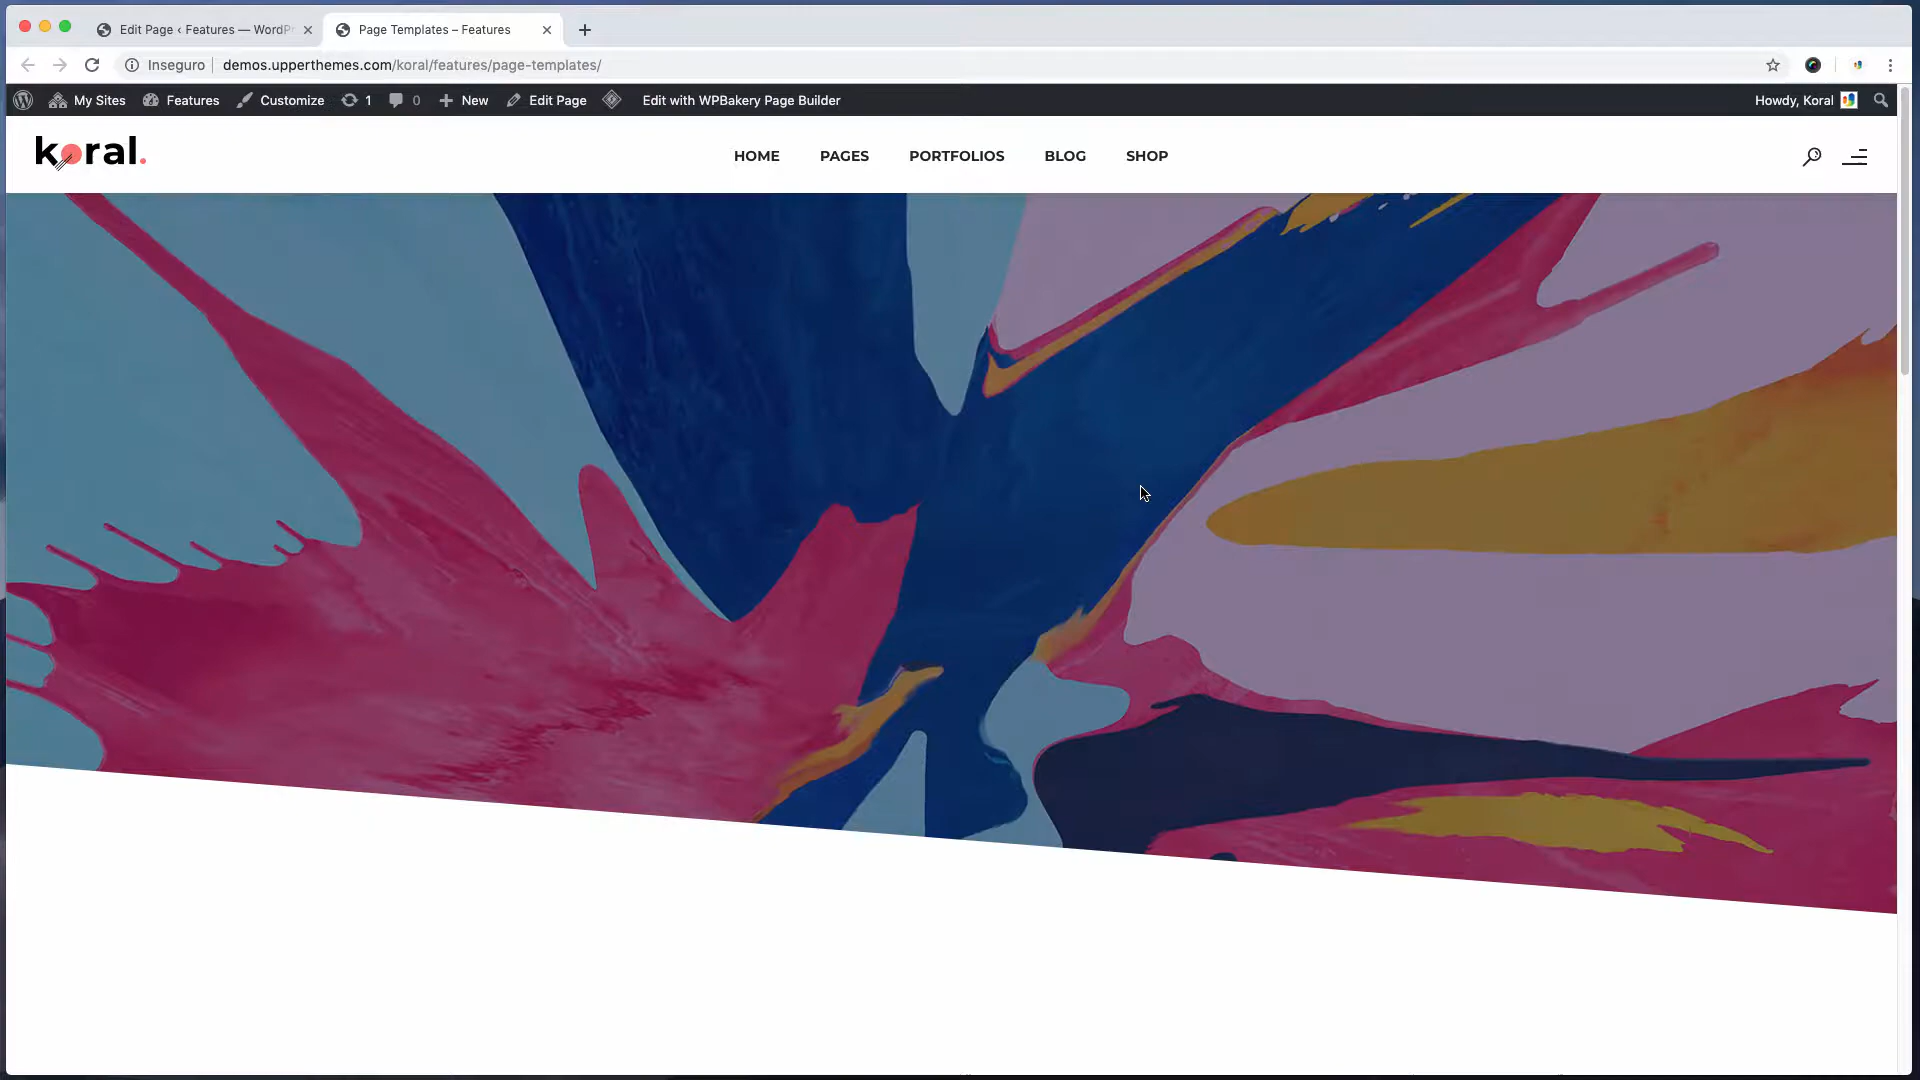 Edit Page ‹ Features — WordPr
Page Templates – Features
Inseguro
demos.upperthemes.com/koral/features/page-templates/
My Sites
Features
Customize
1
0
New
Edit Page
Edit with WPBakery Page Builder
Howdy, Koral
koral.
HOME
PAGES
PORTFOLIOS
BLOG
SHOP